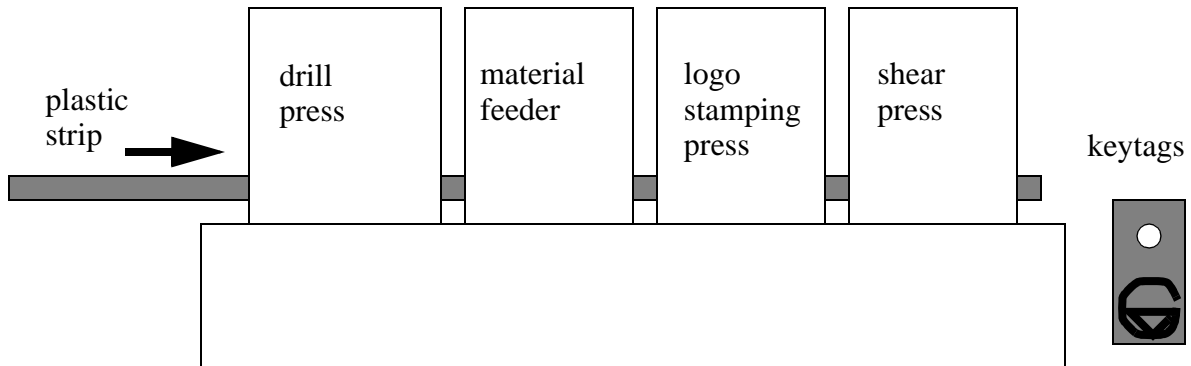 plastic
strip
drill
press
material
feeder
logo
stamping
press
shear
press
keytags